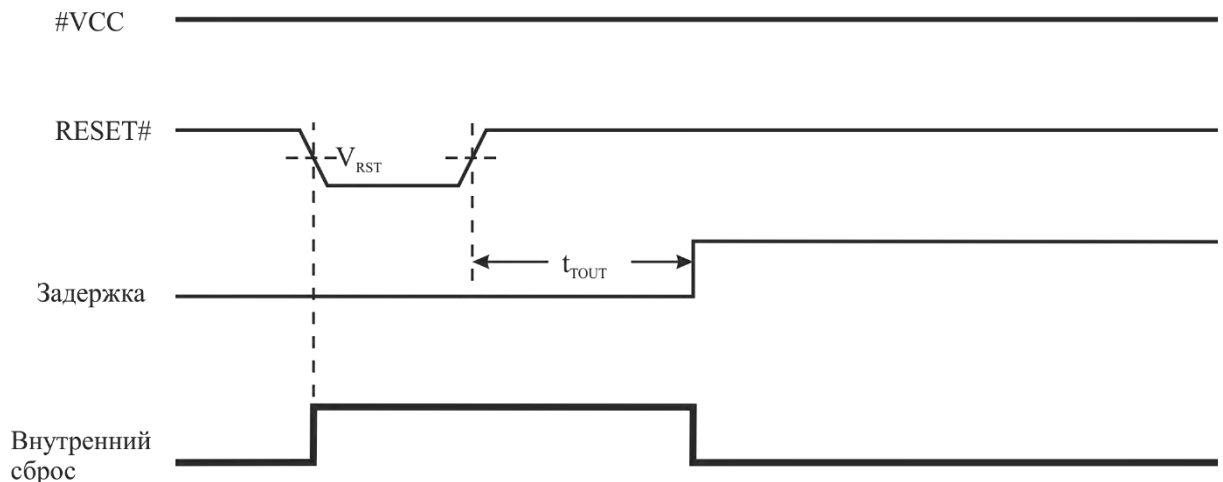 #VCC
RESET#
V_RST
t_TOUT
Задержка
Внутренний
сброс